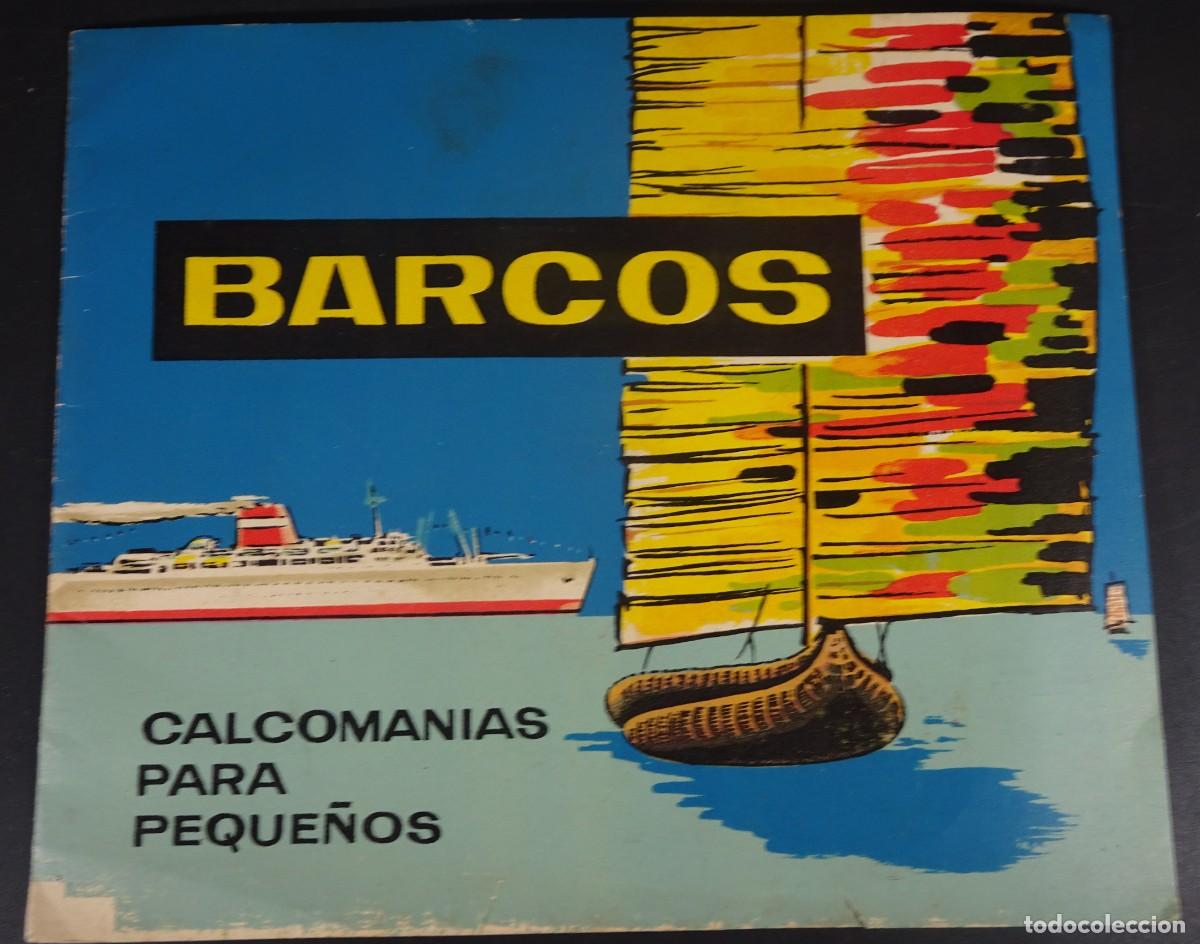 BARCOS
CALCOMANIAS
PARA
PEQUEÑOS
todocoleccion